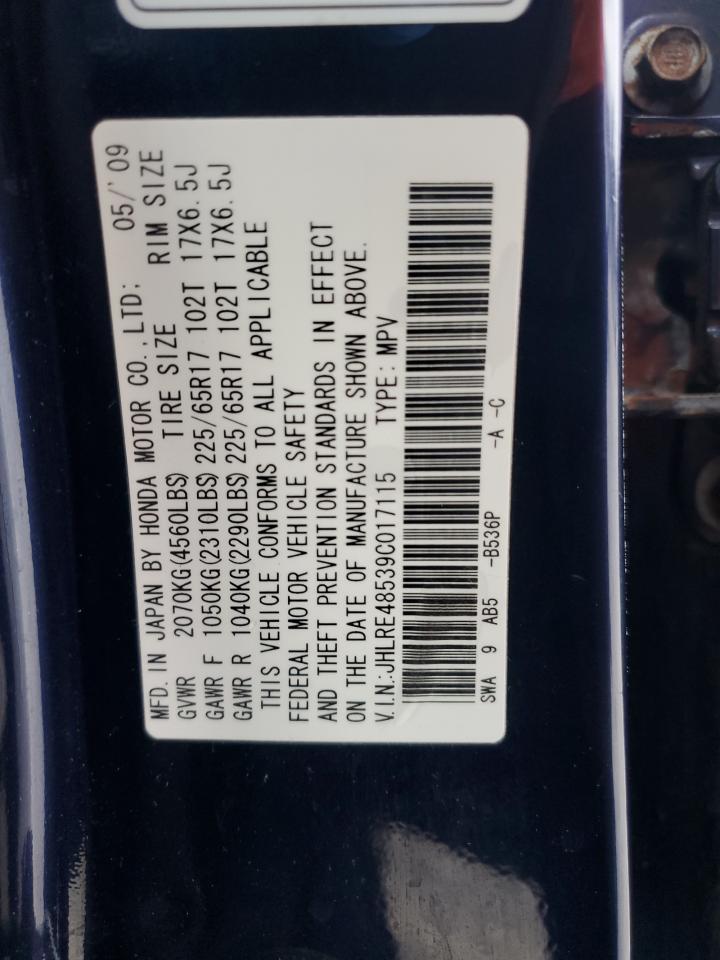 MFD. IN JAPAN BY HONDA MOTOR CO.,LTD: 05/'09
GVWR 2070KG(4560LBS) TIRE SIZE RIM SIZE
GAWR F 1050KG(2310LBS) 225/65R17 102T 17X6.5J
GAWR R 1040KG(2290LBS) 225/65R17 102T 17X6.5J
THIS VEHICLE CONFORMS TO ALL APPLICABLE
FEDERAL MOTOR VEHICLE SAFETY
AND THEFT PREVENTION STANDARDS IN EFFECT
ON THE DATE OF MANUFACTURE SHOWN ABOVE.
V.I.N.:JHLRE48539C017115 TYPE: MPV
SWA 9 AB5 -B536P -A -C